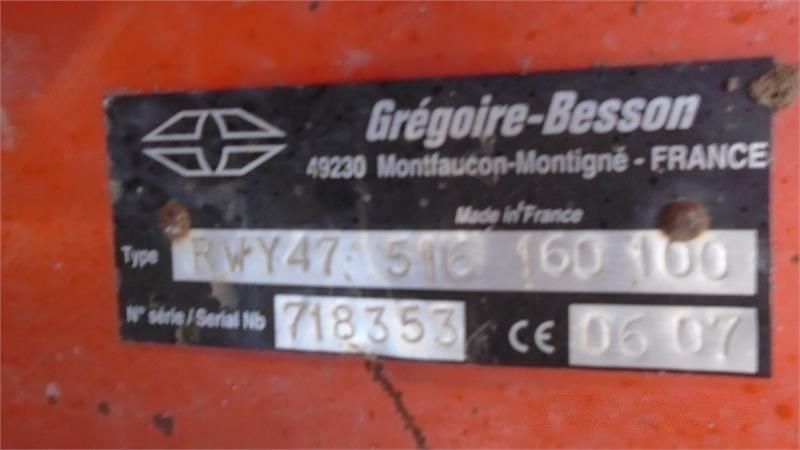 Grégoire-Besson
49230 Montfaucon-Montigné - FRANCE
Made in France
Type RWY47 516 160 100
N° série / Serial Nb 718353 CE 06 07